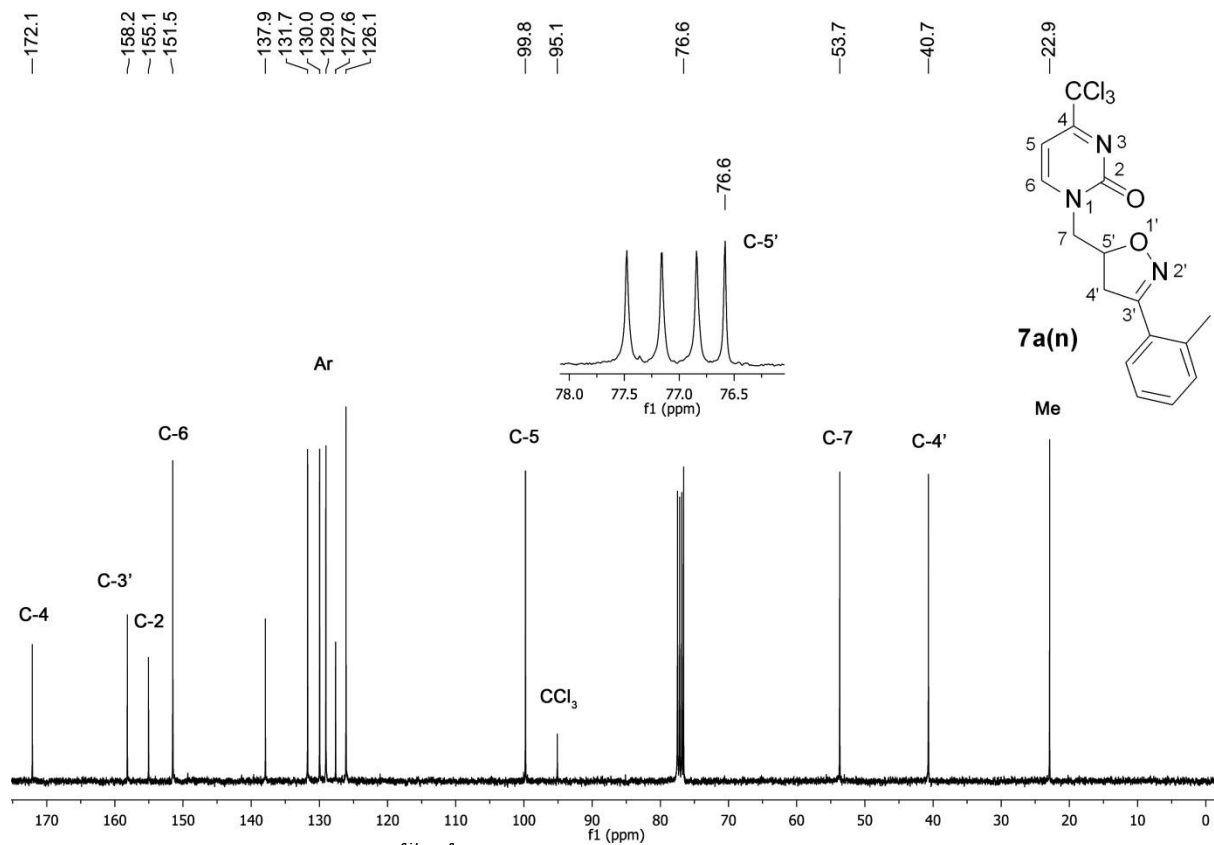 172.1
158.2
155.1
151.5
137.9
131.7
130.0
129.0
127.6
126.1
99.8
95.1
76.6
53.7
40.7
22.9
CCl3
4
5
N 3
2
6
N
1
O
7
5'
O 1'
N 2'
4'
3'
7a(n)
76.6
C-5'
78.0 77.5 77.0 76.5
f1 (ppm)
Ar
Me
C-6
C-5
C-7
C-4'
C-3'
C-4
C-2
CCl3
170 160 150 140 130 120 110 100 90 80 70 60 50 40 30 20 10 0
f1 (ppm)